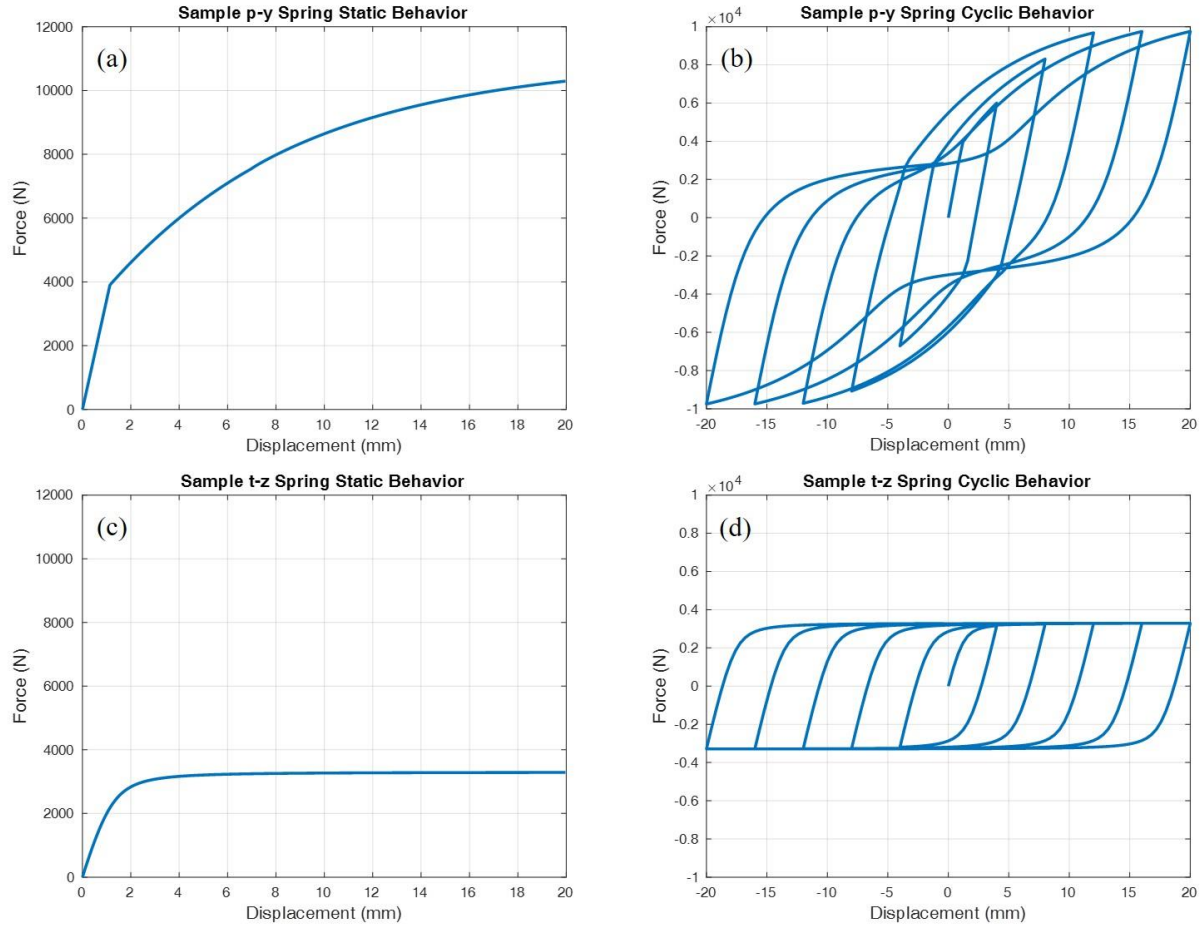 Sample p-y Spring Static Behavior
(a)
12000
10000
8000
6000
4000
2000
0
Force (N)
0 2 4 6 8 10 12 14 16 18 20
Displacement (mm)
Sample p-y Spring Cyclic Behavior
×10⁴
(b)
1
0.8
0.6
0.4
0.2
0
-0.2
-0.4
-0.6
-0.8
-1
Force (N)
-20 -15 -10 -5 0 5 10 15 20
Displacement (mm)
Sample t-z Spring Static Behavior
(c)
12000
10000
8000
6000
4000
2000
0
Force (N)
0 2 4 6 8 10 12 14 16 18 20
Displacement (mm)
Sample t-z Spring Cyclic Behavior
×10⁴
(d)
1
0.8
0.6
0.4
0.2
0
-0.2
-0.4
-0.6
-0.8
-1
Force (N)
-20 -15 -10 -5 0 5 10 15 20
Displacement (mm)